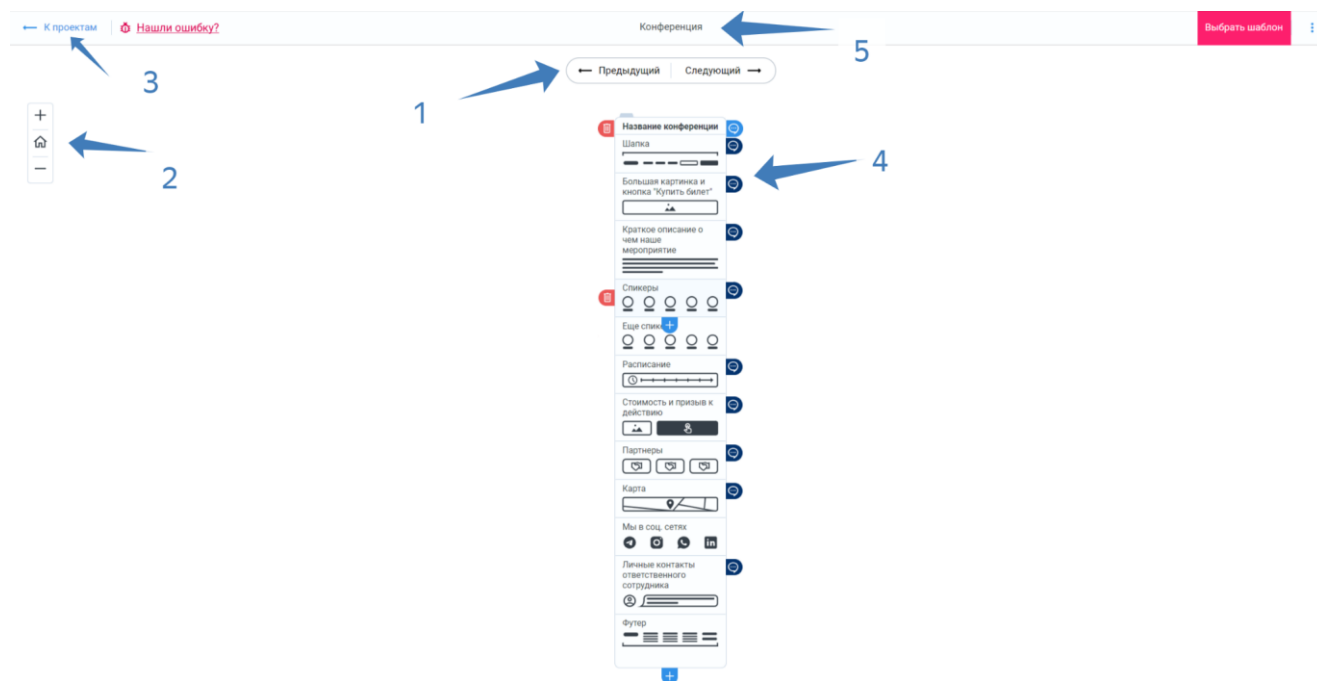 К проектам
Нашли ошибку?
Конференция
Выбрать шаблон
5
3
Предыдущий
Следующий
1
2
4
Название конференции
Шапка
Большая картинка и
кнопка "Купить билет"
Краткое описание о
чем наше
мероприятие
Спикеры
Еще
Расписание
Стоимость и призыв к
действию
Партнеры
Карта
Мы в соц. сетях
in
Личные контакты
ответственного
сотрудника
Футер